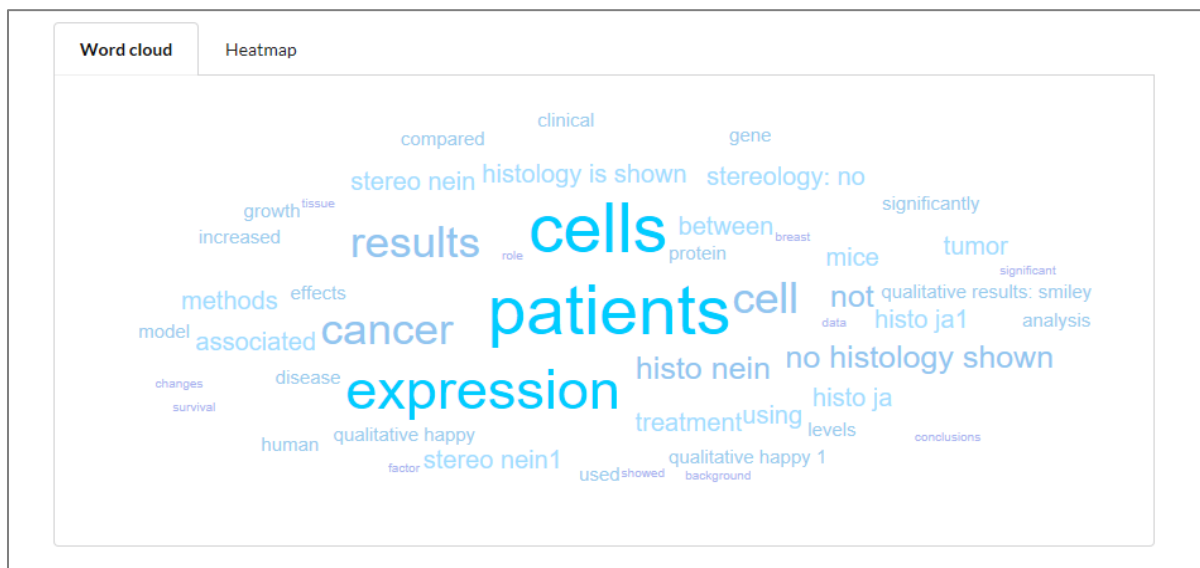 Word cloud Heatmap
clinical
compared gene
stereo nein histology is shown stereology: no
growth tissue significantly
increased results cells between breast
role protein mice tumor
significant
methods effects patients cell not qualitative results: smiley
model associated cancer data histo ja1 analysis
changes disease histo nein no histology shown
survival expression histo ja
treatment using levels
human qualitative happy conclusions
factor stereo nein1 used showed qualitative happy 1
background